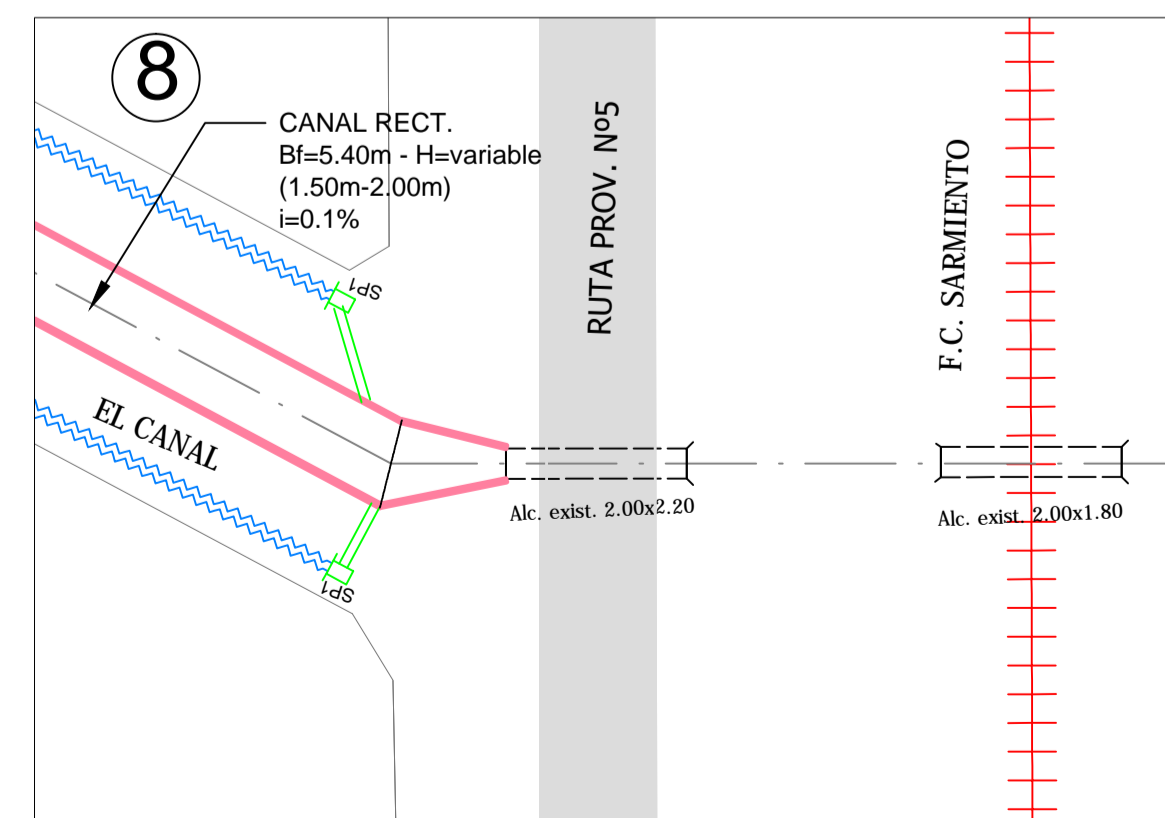 8
CANAL RECT.
Bf=5.40m - H=variable
(1.50m-2.00m)
i=0.1%
SP1
RUTA PROV. Nº5
F.C. SARMIENTO
EL CANAL
Alc. exist. 2.00x2.20
Alc. exist. 2.00x1.80
SP1